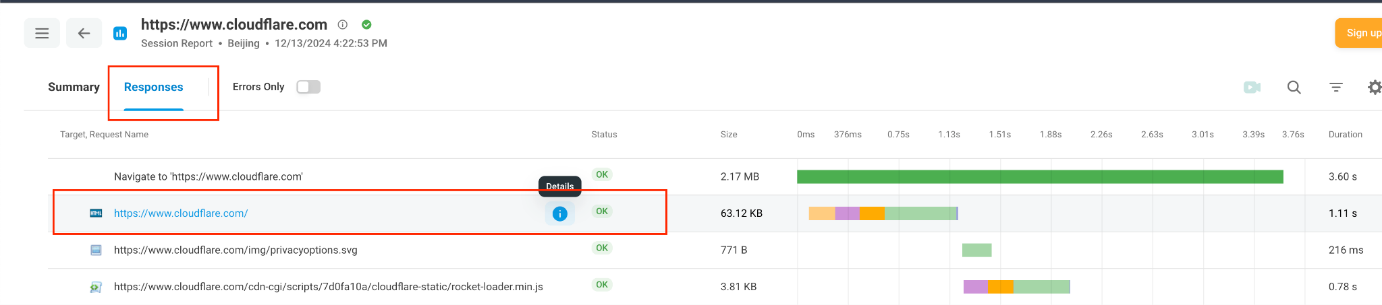 https://www.cloudflare.com
Sign up
Session Report • Beijing • 12/13/2024 4:22:53 PM
Summary Responses Errors Only
Target, Request Name Status Size 0ms 376ms 0.75s 1.13s 1.51s 1.88s 2.26s 2.63s 3.01s 3.39s 3.76s Duration
Navigate to 'https://www.cloudflare.com' OK 2.17 MB 3.60 s
Details
HTML https://www.cloudflare.com/ OK 63.12 KB 1.11 s
https://www.cloudflare.com/img/privacyoptions.svg OK 771 B 216 ms
https://www.cloudflare.com/cdn-cgi/scripts/7d0fa10a/cloudflare-static/rocket-loader.min.js OK 3.81 KB 0.78 s